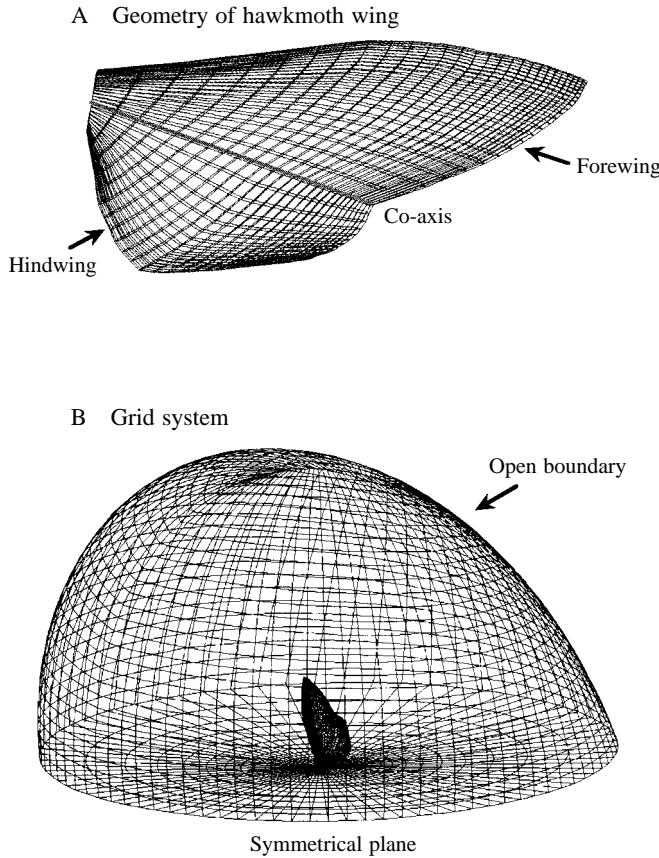 A Geometry of hawkmoth wing
Forewing
Co-axis
Hindwing
B Grid system
Open boundary
Symmetrical plane